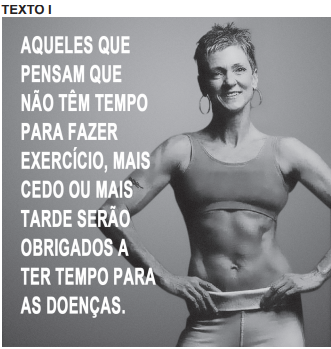 TEXTO I
AQUELES QUE
PENSAM QUE
NÃO TÊM TEMPO
PARA FAZER
EXERCÍCIO, MAIS
CEDO OU MAIS
TARDE SERÃO
OBRIGADOS A
TER TEMPO PARA
AS DOENÇAS.